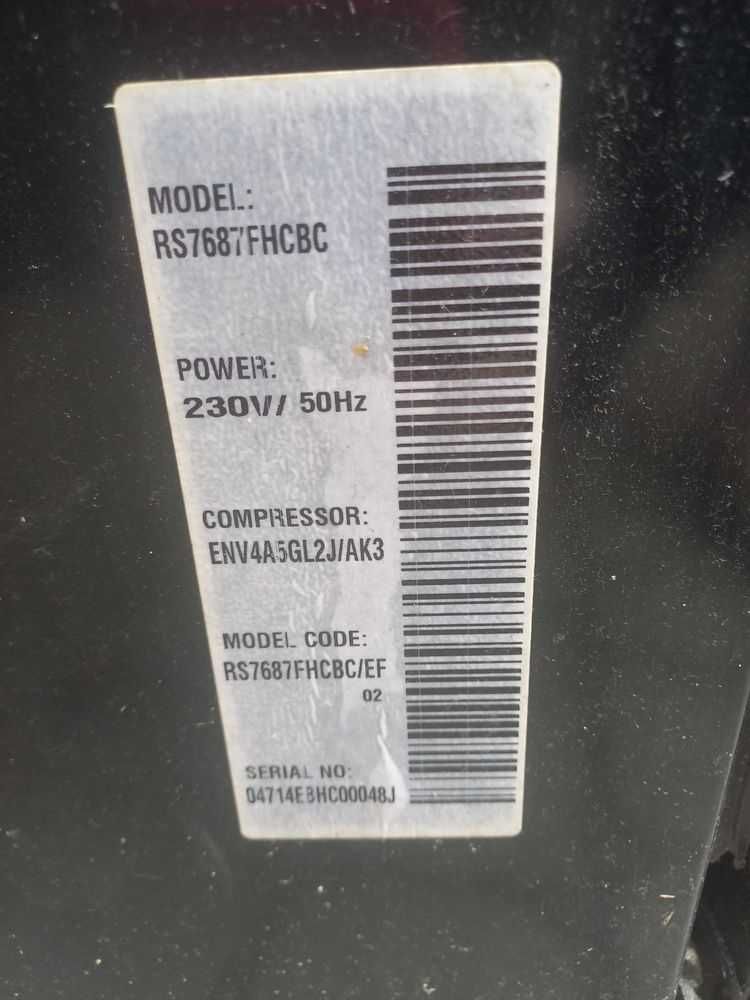 MODEL:
RS7687FHCBC
POWER:
230V/ 50Hz
COMPRESSOR:
ENV4A5GL2J/AK3
MODEL CODE:
RS7687FHCBC/EF
02
SERIAL NO:
04714EBHC00048J